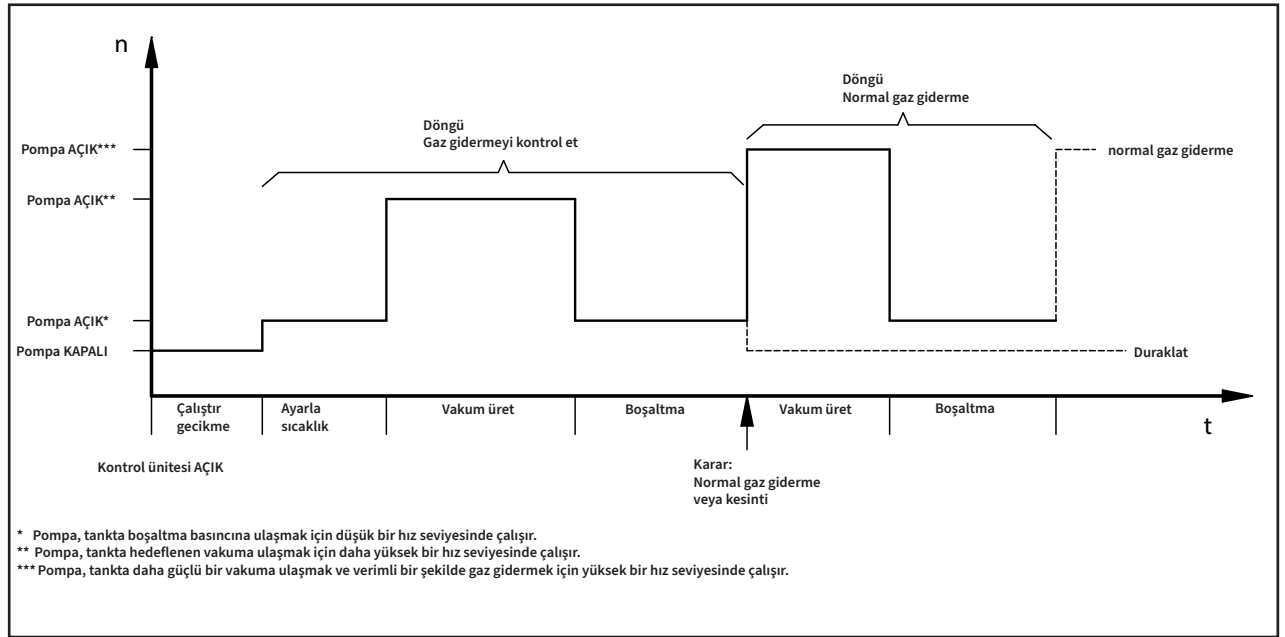 n
Döngü
Normal gaz giderme
Döngü
Gaz gidermeyi kontrol et
Pompa AÇIK***
normal gaz giderme
Pompa AÇIK**
Pompa AÇIK*
Pompa KAPALI
Duraklat
Çalıştır
gecikme
Ayarla
sıcaklık
Vakum üret
Boşaltma
Vakum üret
Boşaltma
t
Kontrol ünitesi AÇIK
Karar:
Normal gaz giderme
veya kesinti
* Pompa, tankta boşaltma basıncına ulaşmak için düşük bir hız seviyesinde çalışır.
** Pompa, tankta hedeflenen vakuma ulaşmak için daha yüksek bir hız seviyesinde çalışır.
*** Pompa, tankta daha güçlü bir vakuma ulaşmak ve verimli bir şekilde gaz gidermek için yüksek bir hız seviyesinde çalışır.